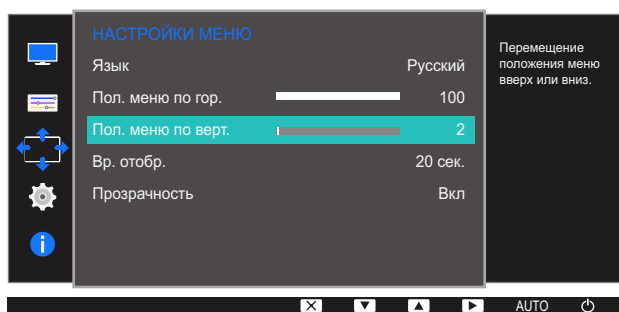 НАСТРОЙКИ МЕНЮ
Язык Русский
Пол. меню по гор. 100
Пол. меню по верт. 2
Вр. отобр. 20 сек.
Прозрачность Вкл
Перемещение
положения меню
вверх или вниз.
AUTO